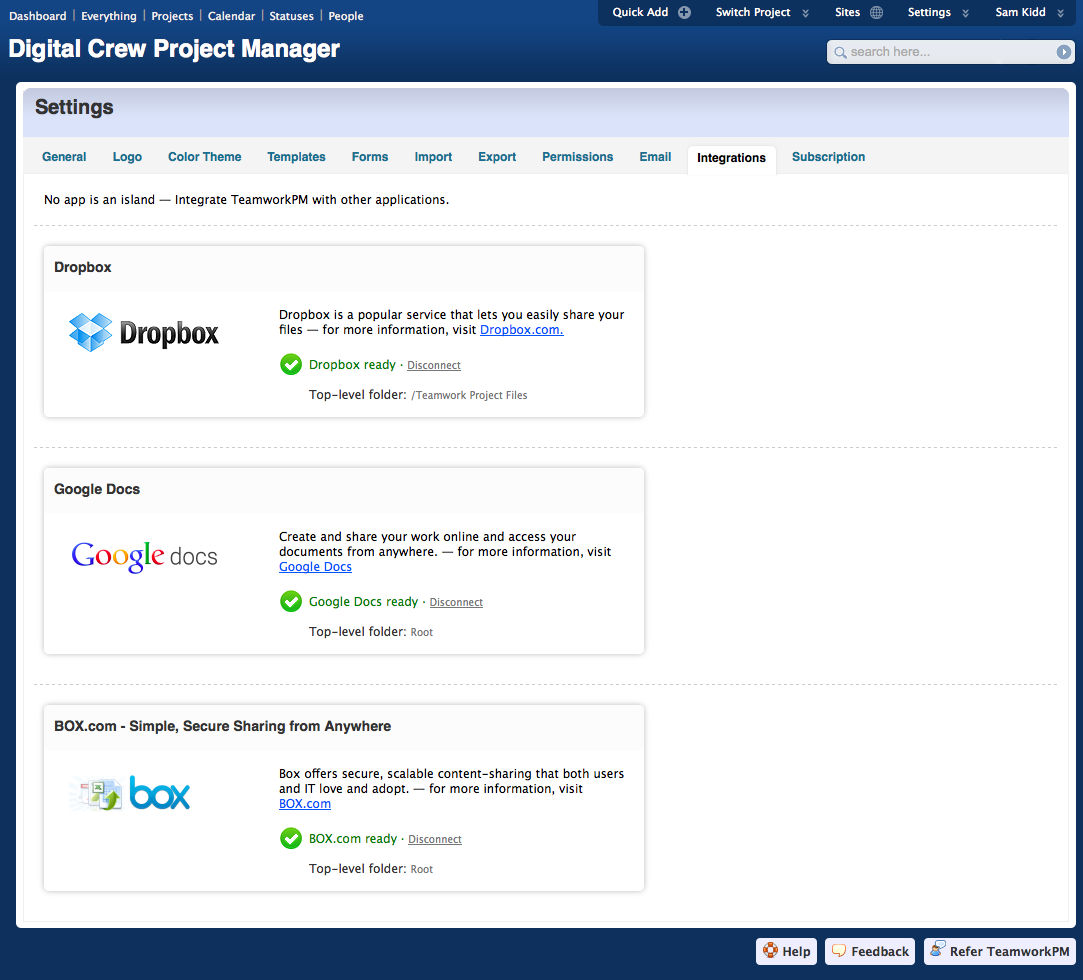 Dashboard | Everything | Projects | Calendar | Statuses | People
Quick Add Switch Project Sites Settings Sam Kidd
Digital Crew Project Manager
search here...
Settings
General Logo Color Theme Templates Forms Import Export Permissions Email Integrations Subscription
No app is an island — Integrate TeamworkPM with other applications.
Dropbox
Dropbox
Dropbox is a popular service that lets you easily share your
files — for more information, visit Dropbox.com.
Dropbox ready · Disconnect
Top-level folder: /Teamwork Project Files
Google Docs
Google docs
Create and share your work online and access your
documents from anywhere. — for more information, visit
Google Docs
Google Docs ready · Disconnect
Top-level folder: Root
BOX.com - Simple, Secure Sharing from Anywhere
box
Box offers secure, scalable content-sharing that both users
and IT love and adopt. — for more information, visit
BOX.com
BOX.com ready · Disconnect
Top-level folder: Root
Help Feedback Refer TeamworkPM